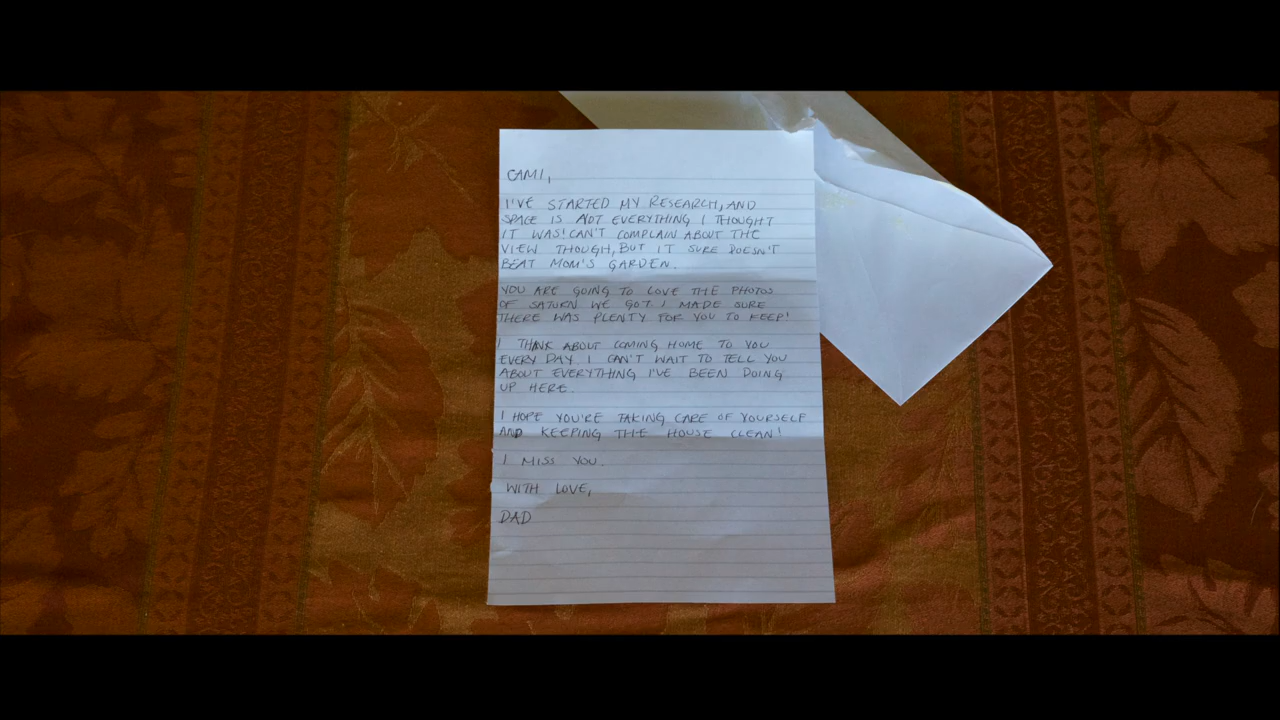 CAMI,
I'VE STARTED MY RESEARCH, AND
SPACE IS NOT EVERYTHING I THOUGHT
IT WAS! CAN'T COMPLAIN ABOUT THE
VIEW THOUGH, BUT IT SURE DOESN'T
BEAT MOM'S GARDEN.
YOU ARE GOING TO LOVE THE PHOTOS
OF SATURN WE GOT. I MADE SURE
THERE WAS PLENTY FOR YOU TO KEEP!
I THINK ABOUT COMING HOME TO YOU
EVERY DAY. I CAN'T WAIT TO TELL YOU
ABOUT EVERYTHING I'VE BEEN DOING
UP HERE.
I HOPE YOU'RE TAKING CARE OF YOURSELF
AND KEEPING THE HOUSE CLEAN!
I MISS YOU.
WITH LOVE,
DAD